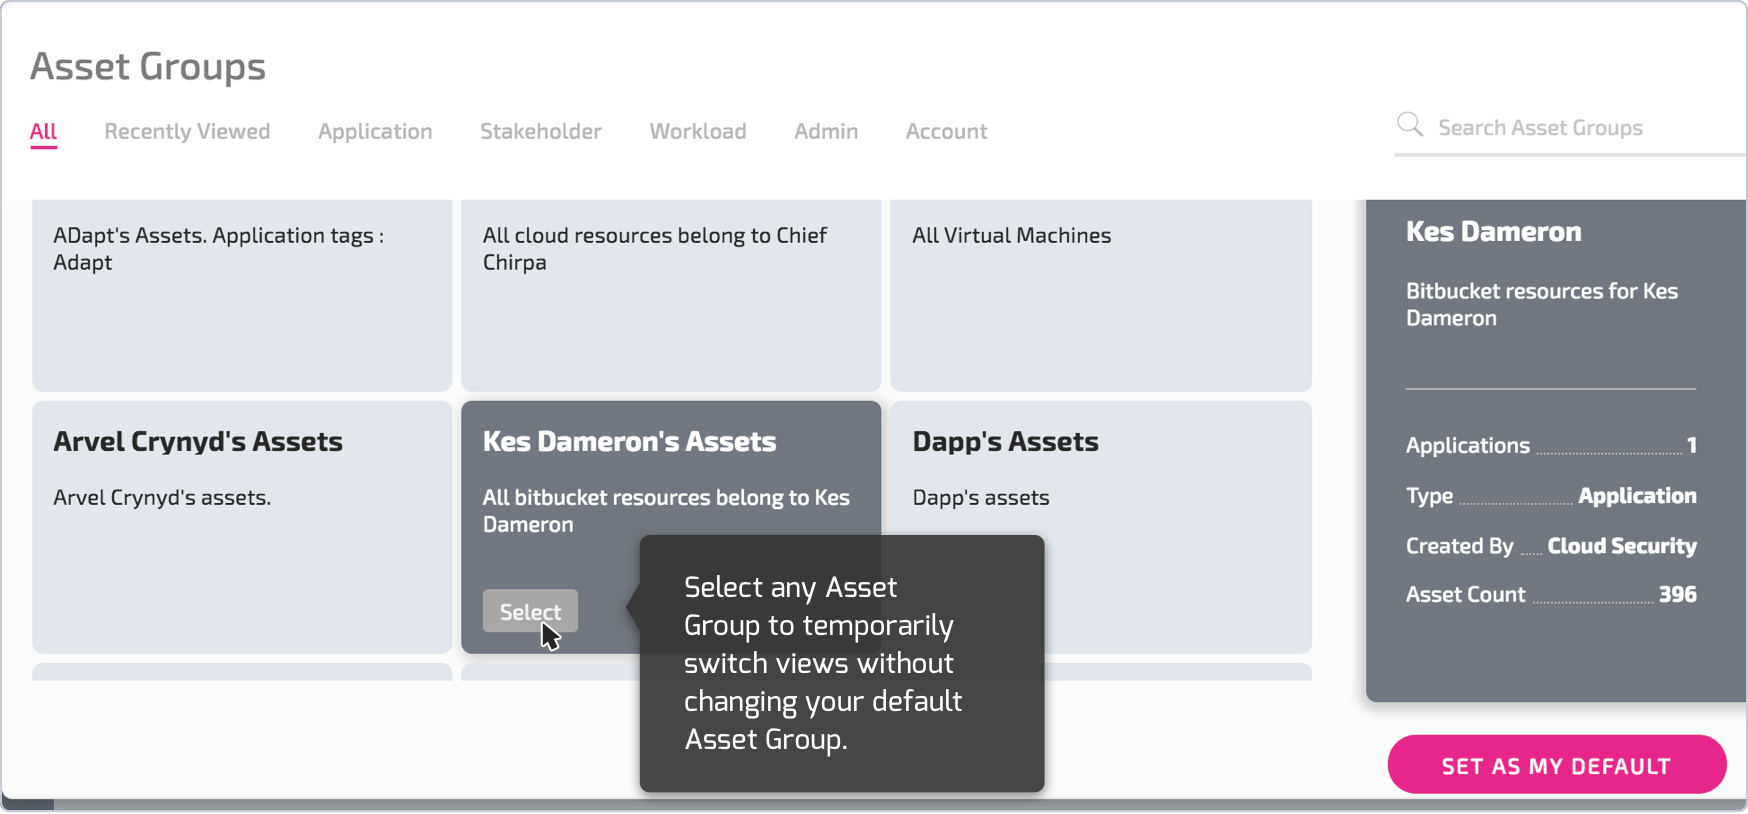 Asset Groups
All
Recently Viewed
Application
Stakeholder
Workload
Admin
Account
Search Asset Groups
ADapt's Assets. Application tags :
Adapt
All cloud resources belong to Chief
Chirpa
All Virtual Machines
Arvel Crynyd's Assets
Arvel Crynyd's assets.
Kes Dameron's Assets
All bitbucket resources belong to Kes
Dameron
Select
Dapp's Assets
Dapp's assets
Select any Asset
Group to temporarily
switch views without
changing your default
Asset Group.
Kes Dameron
Bitbucket resources for Kes
Dameron
Applications 1
Type Application
Created By Cloud Security
Asset Count 396
SET AS MY DEFAULT